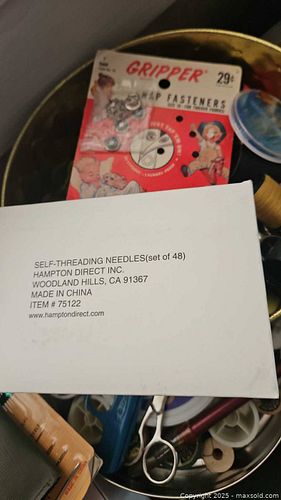 GRIPPER
29¢
SNAP FASTENERS
SELF-THREADING NEEDLES(set of 48)
HAMPTON DIRECT INC.
WOODLAND HILLS, CA 91367
MADE IN CHINA
ITEM # 75122
www.hamptondirect.com
Copyright © 2025 - maxsold.com